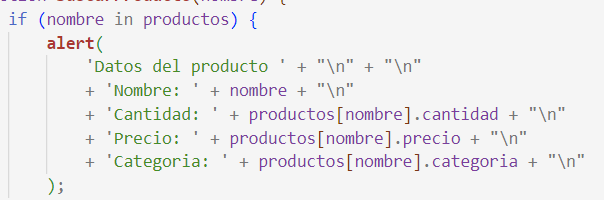 if (nombre in productos) {
alert(
'Datos del producto ' + "\n" + "\n"
+ 'Nombre: ' + nombre + "\n"
+ 'Cantidad: ' + productos[nombre].cantidad + "\n"
+ 'Precio: ' + productos[nombre].precio + "\n"
+ 'Categoria: ' + productos[nombre].categoria + "\n"
);